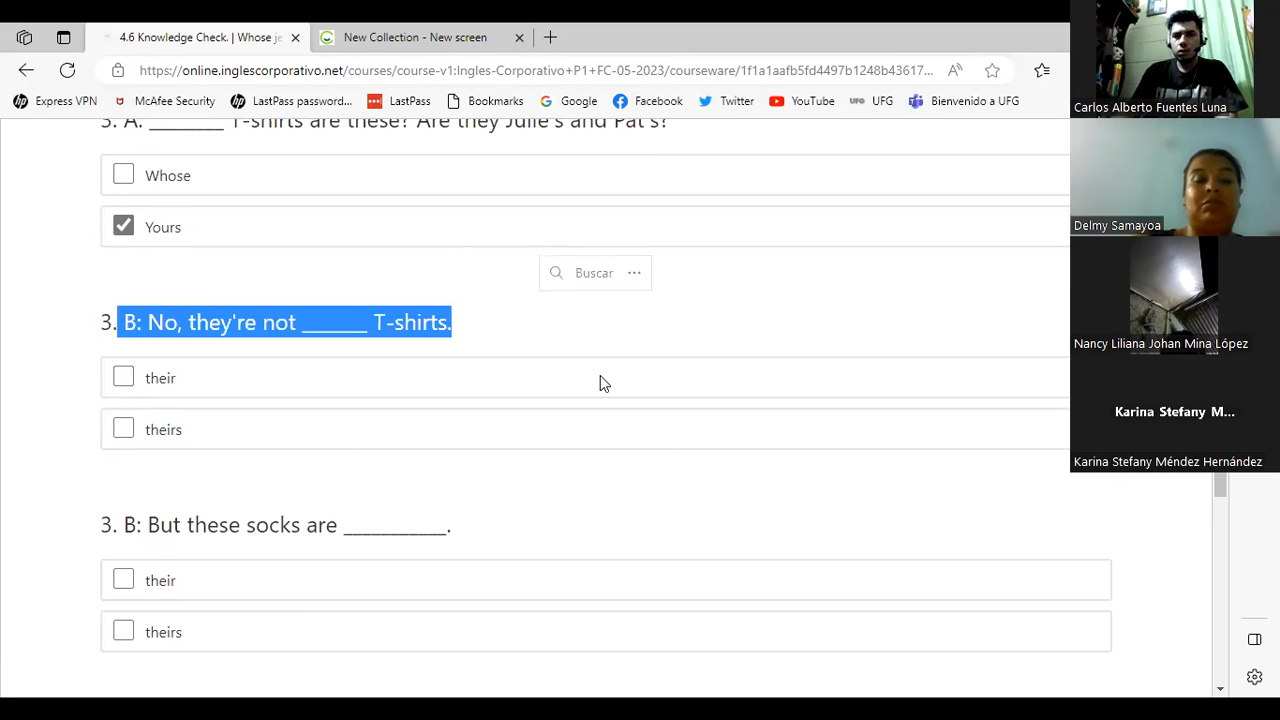 4.6 Knowledge Check. | Whose je
New Collection - New screen
https://online.inglescorporativo.net/courses/course-v1:Ingles-Corporativo+P1+FC-05-2023/courseware/1f1a1aafb5fd4497b1248b43617...
Express VPN
McAfee Security
LastPass password...
LastPass
Bookmarks
Google
Facebook
Twitter
YouTube
UFG
UFG
Bienvenido a UFG
3. A: ________ T-shirts are these? Are they Julie's and Pat's?
Whose
Yours
Buscar
3. B: No, they're not _______ T-shirts.
their
theirs
3. B: But these socks are ___________.
their
theirs
Carlos Alberto Fuentes Luna
Delmy Samayoa
Nancy Liliana Johan Mina López
Karina Stefany M...
Karina Stefany Méndez Hernández